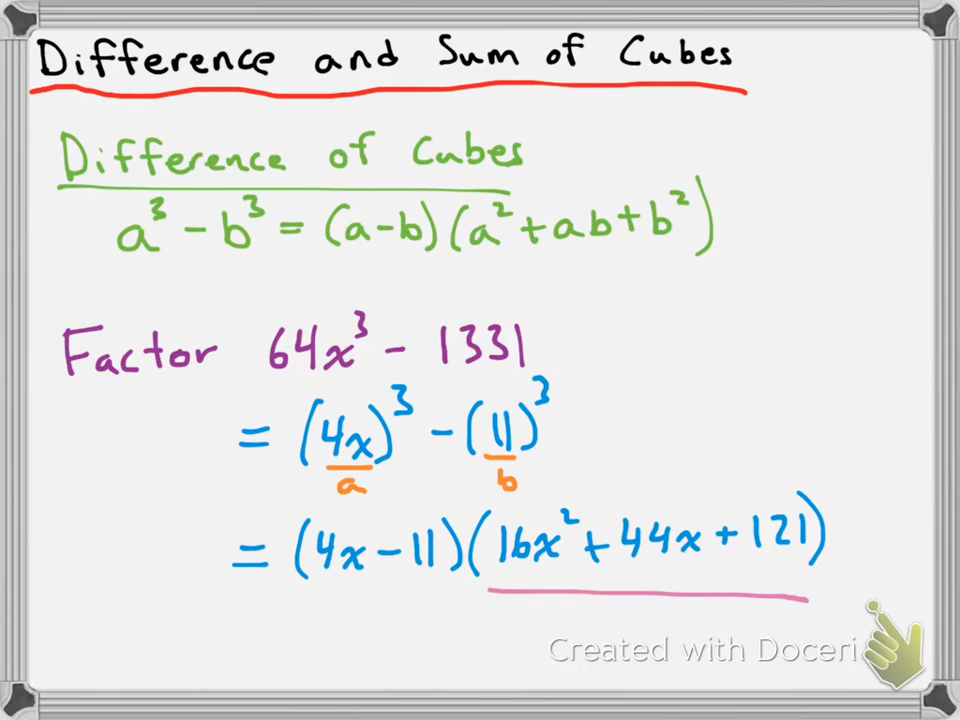 Difference and Sum of Cubes
Difference of Cubes
a³ - b³ = (a-b)(a²+ab+b²)
Factor 64x³ - 1331
= (4x)³ - (11)³
a b
= (4x - 11)(16x² + 44x + 121)
Created with Doceri